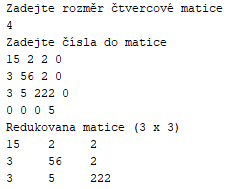 Zadejte rozměr čtvercové matice
4
Zadejte čísla do matice
15 2 2 0
3 56 2 0
3 5 222 0
0 0 0 5
Redukovana matice (3 x 3)
15 2 2
3 56 2
3 5 222